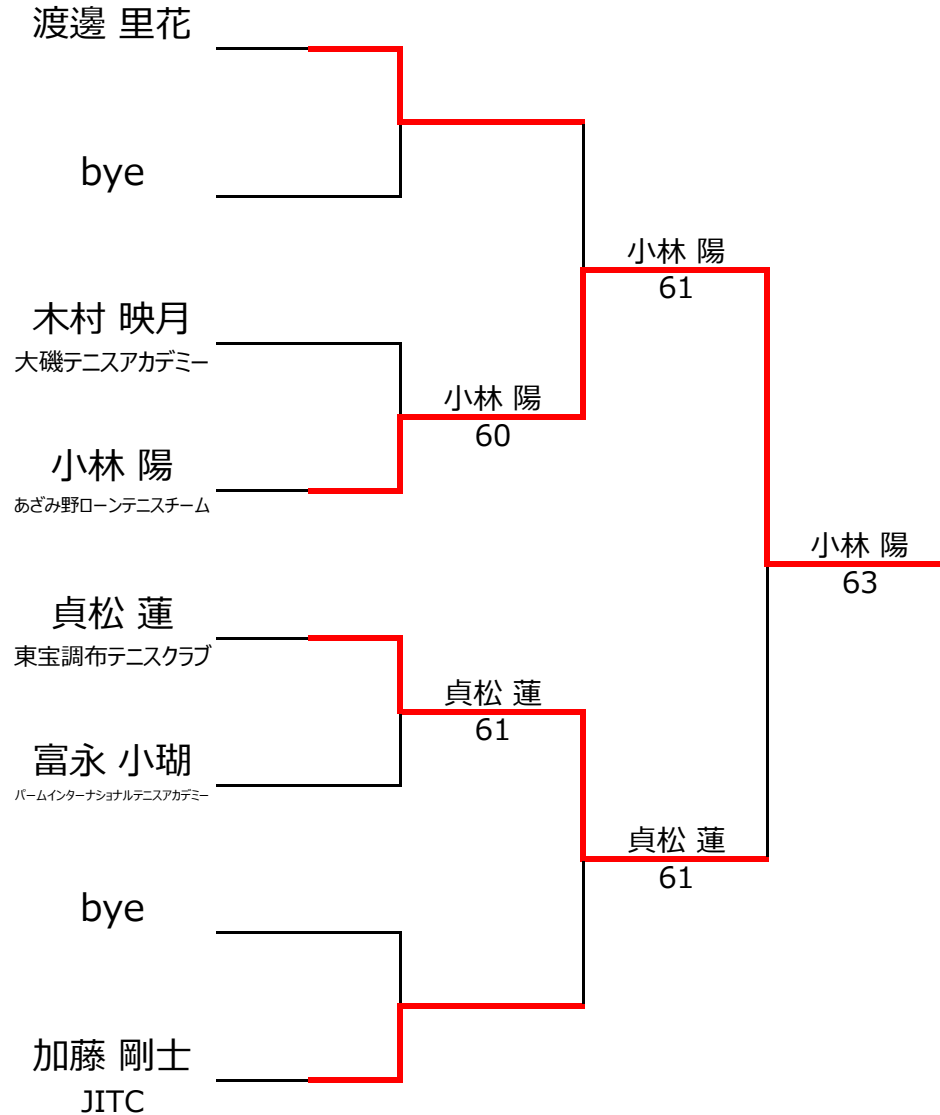 渡邊 里花
bye
木村 映月
大磯テニスアカデミー
小林 陽
あざみ野ローンテニスチーム
貞松 蓮
東宝調布テニスクラブ
富永 小瑚
パームインターナショナルテニスアカデミー
bye
加藤 剛士
JITC
小林 陽
60
貞松 蓮
61
小林 陽
61
貞松 蓮
61
小林 陽
63